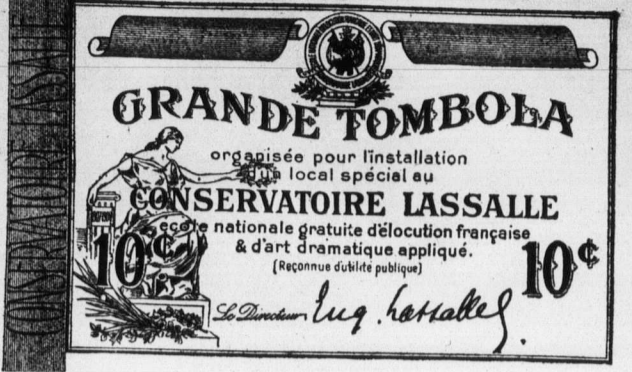 CONSERVATOIRE LASSALLE
GRANDE TOMBOLA
organisée pour l'installation
d'un local spécial au
CONSERVATOIRE LASSALLE
école nationale gratuite d'élocution française
& d'art dramatique appliqué.
(Reconnue d'utilité publique)
10¢
10¢
Le Directeur, Eug. Lassalle